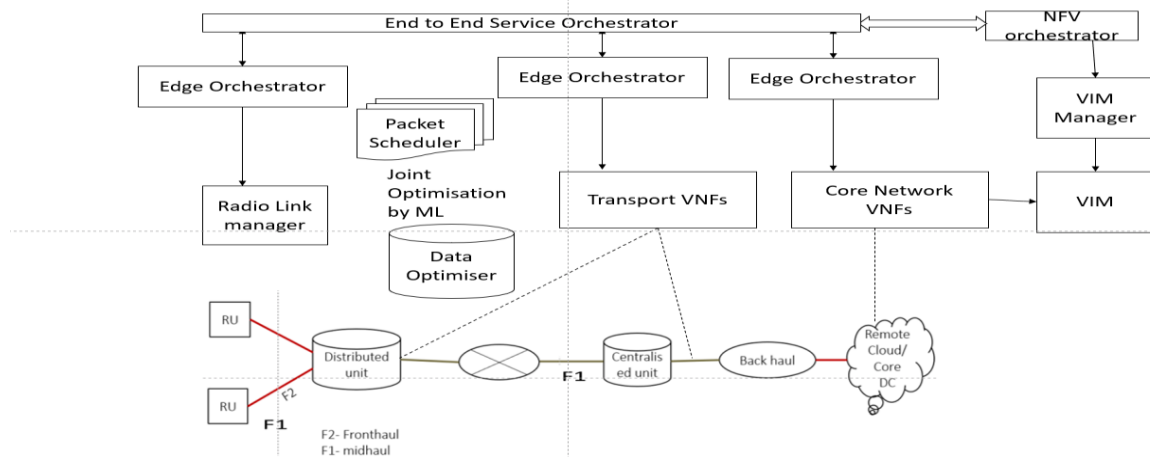 End to End Service Orchestrator
NFV
orchestrator
Edge Orchestrator
Edge Orchestrator
Edge Orchestrator
Packet
Scheduler
VIM
Manager
Joint
Optimisation
by ML
Radio Link
manager
Transport VNFs
Core Network
VNFs
VIM
Data
Optimiser
RU
Distributed
unit
Centralis
ed unit
Back haul
Remote
Cloud/
Core
DC
F1
RU
F2
F1
F2- Fronthaul
F1- midhaul